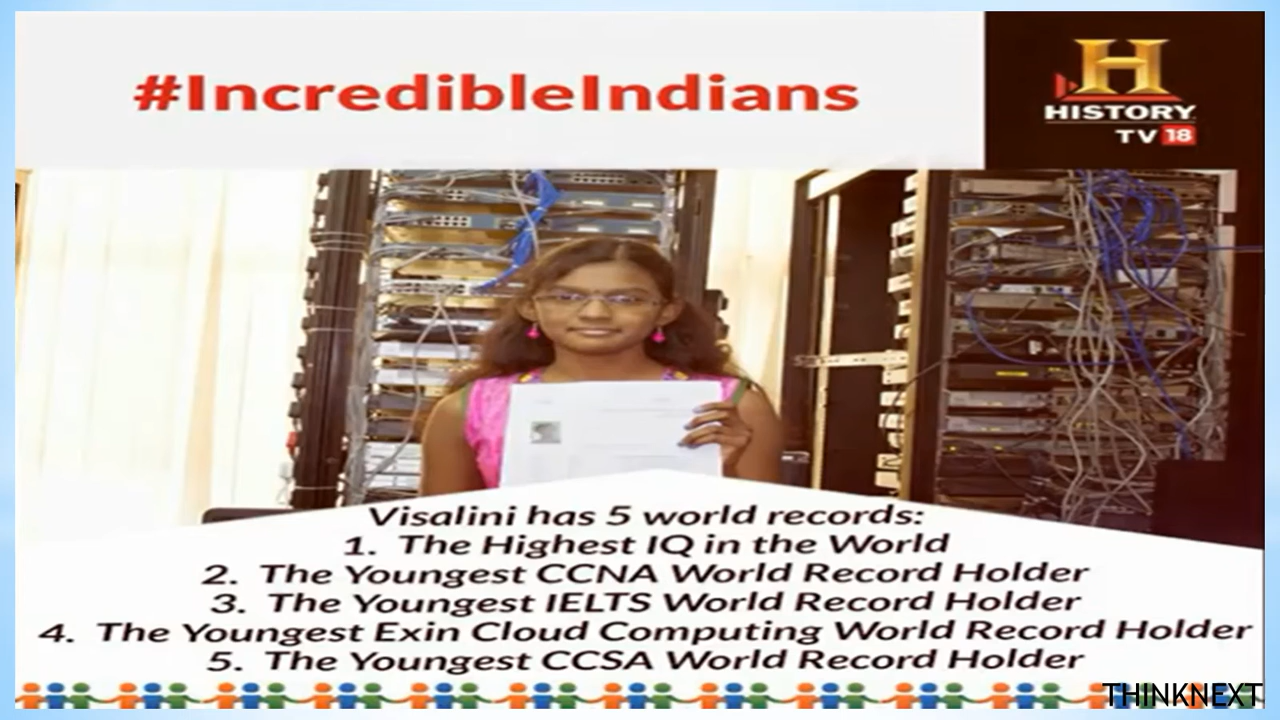 #IncredibleIndians
H
HISTORY
TV 18
Visalini has 5 world records:
1. The Highest IQ in the World
2. The Youngest CCNA World Record Holder
3. The Youngest IELTS World Record Holder
4. The Youngest Exin Cloud Computing World Record Holder
5. The Youngest CCSA World Record Holder
THINKNEXT